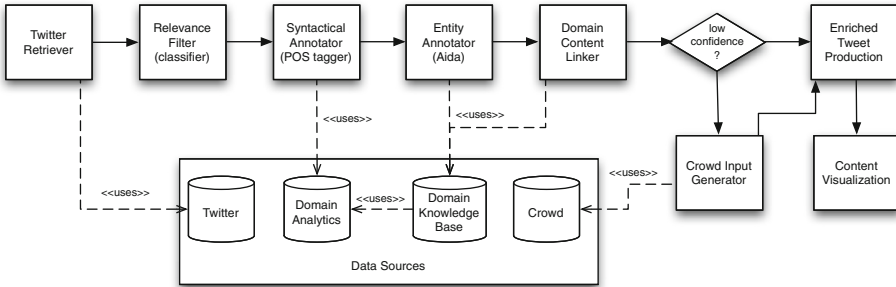 Twitter
Retriever
Relevance
Filter
(classifier)
Syntactical
Annotator
(POS tagger)
Entity
Annotator
(Aida)
Domain
Content
Linker
low
confidence
?
Enriched
Tweet
Production
<<uses>>
<<uses>>
<<uses>>
<<uses>>
<<uses>>
Crowd Input
Generator
Content
Visualization
Twitter
Domain
Analytics
Domain
Knowledge
Base
Crowd
Data Sources